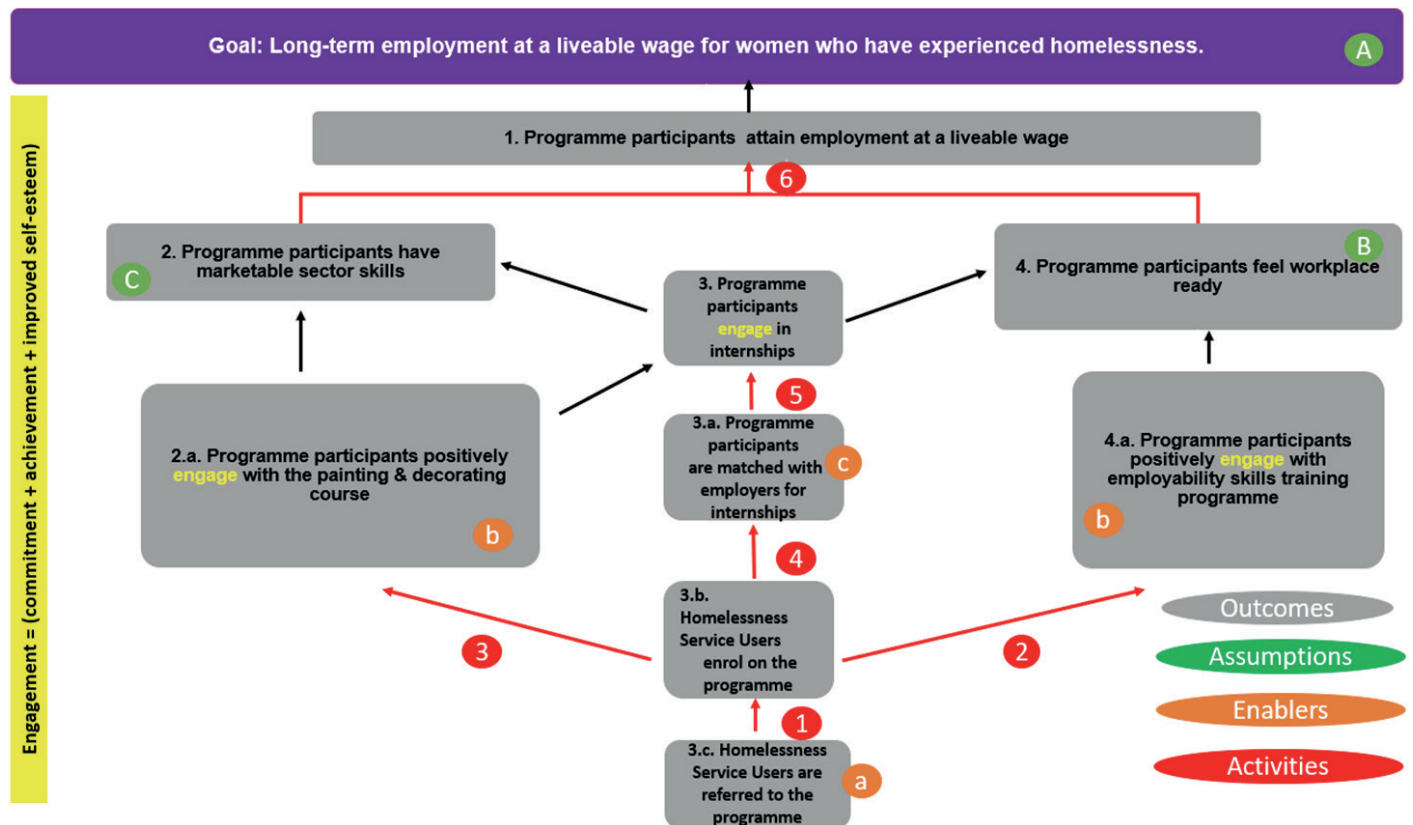 Goal: Long-term employment at a liveable wage for women who have experienced homelessness.
A
Engagement = (commitment + achievement + improved self-esteem)
1. Programme participants attain employment at a liveable wage
6
2. Programme participants have
marketable sector skills
C
3. Programme
participants
engage in
internships
B
4. Programme participants feel workplace
ready
5
2.a. Programme participants positively
engage with the painting & decorating
course
b
3.a. Programme
participants
are matched with
employers for
internships
c
4.a. Programme participants
positively engage with
employability skills training
programme
b
4
3.b.
Homelessness
Service Users
enrol on the
programme
3
2
1
3.c. Homelessness
Service Users are
referred to the
programme
a
Outcomes
Assumptions
Enablers
Activities